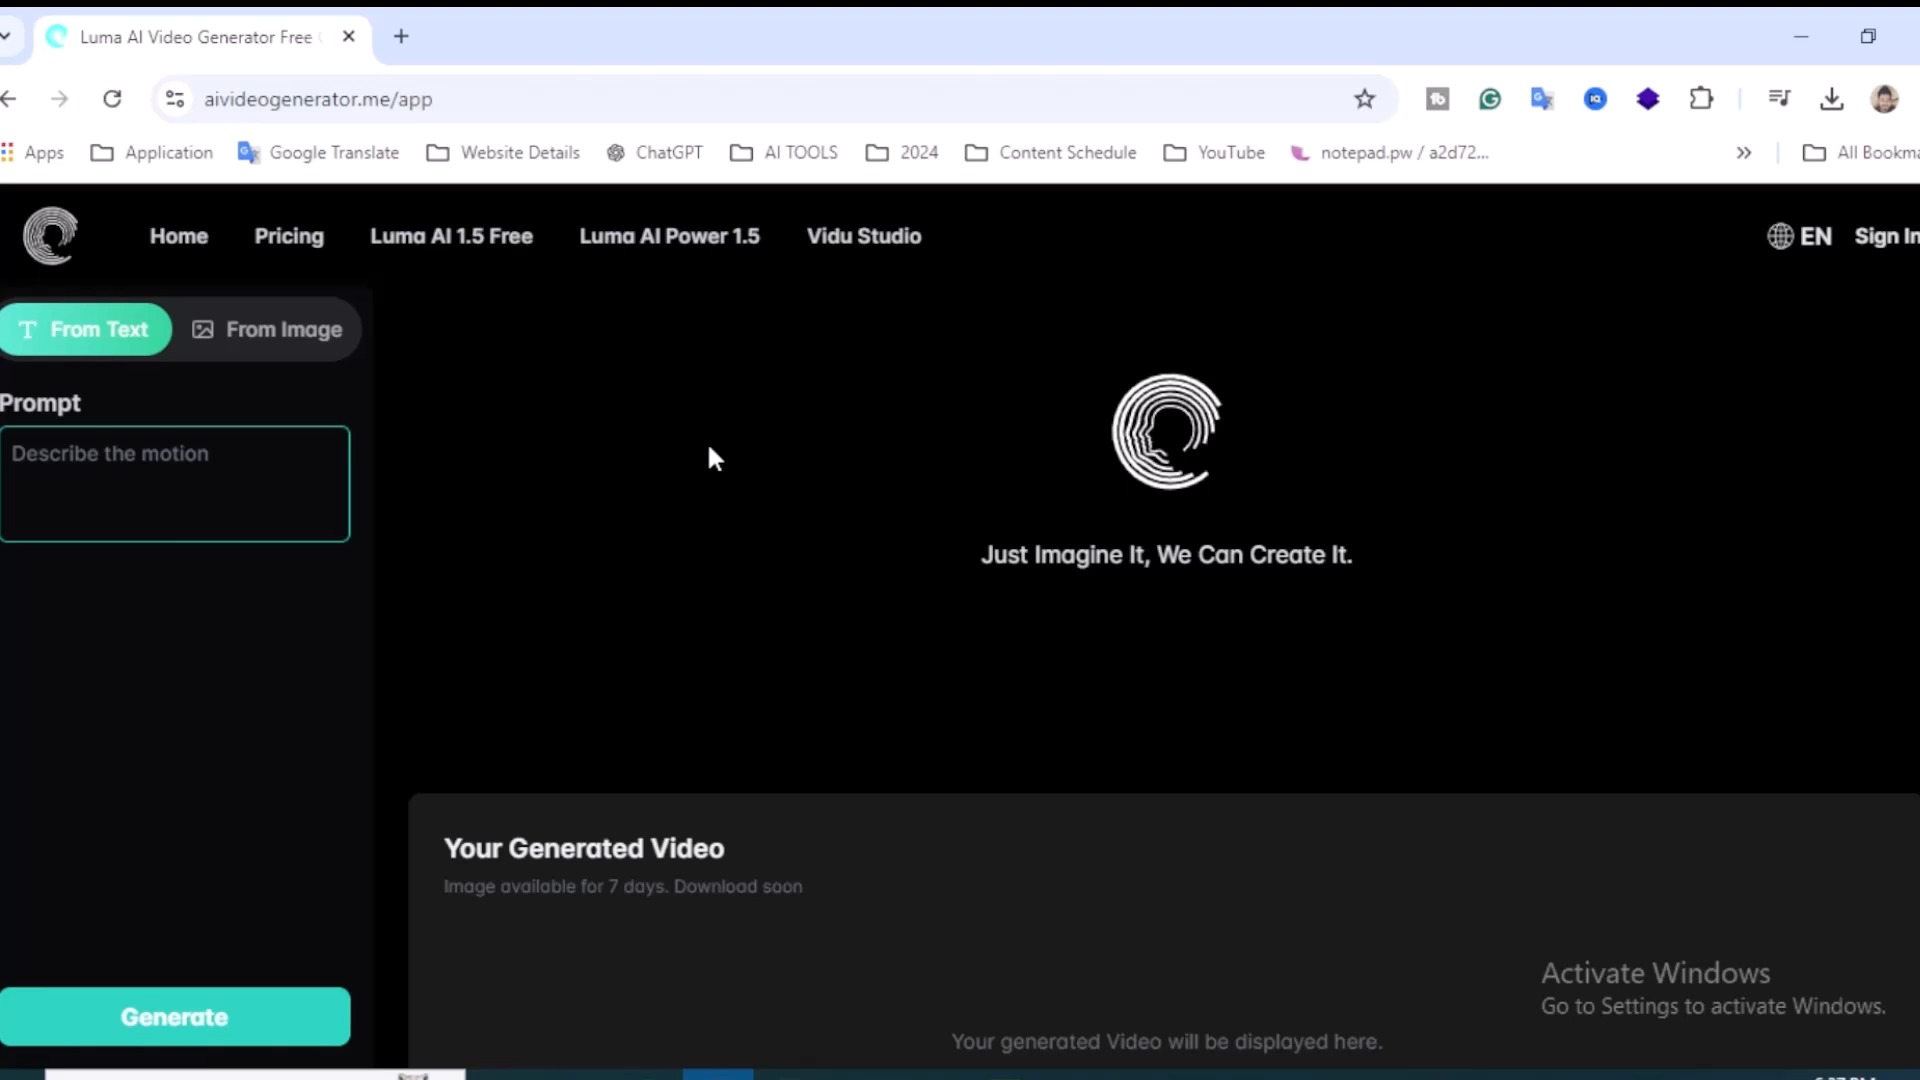 Luma AI Video Generator Free
aivideogenerator.me/app
Apps Application Google Translate Website Details ChatGPT AI TOOLS 2024 Content Schedule YouTube notepad.pw / a2d72... All Bookma
Home Pricing Luma AI 1.5 Free Luma AI Power 1.5 Vidu Studio EN Sign In
From Text From Image
Prompt
Describe the motion
Just Imagine It, We Can Create It.
Your Generated Video
Image available for 7 days. Download soon
Activate Windows
Go to Settings to activate Windows.
Generate
Your generated Video will be displayed here.